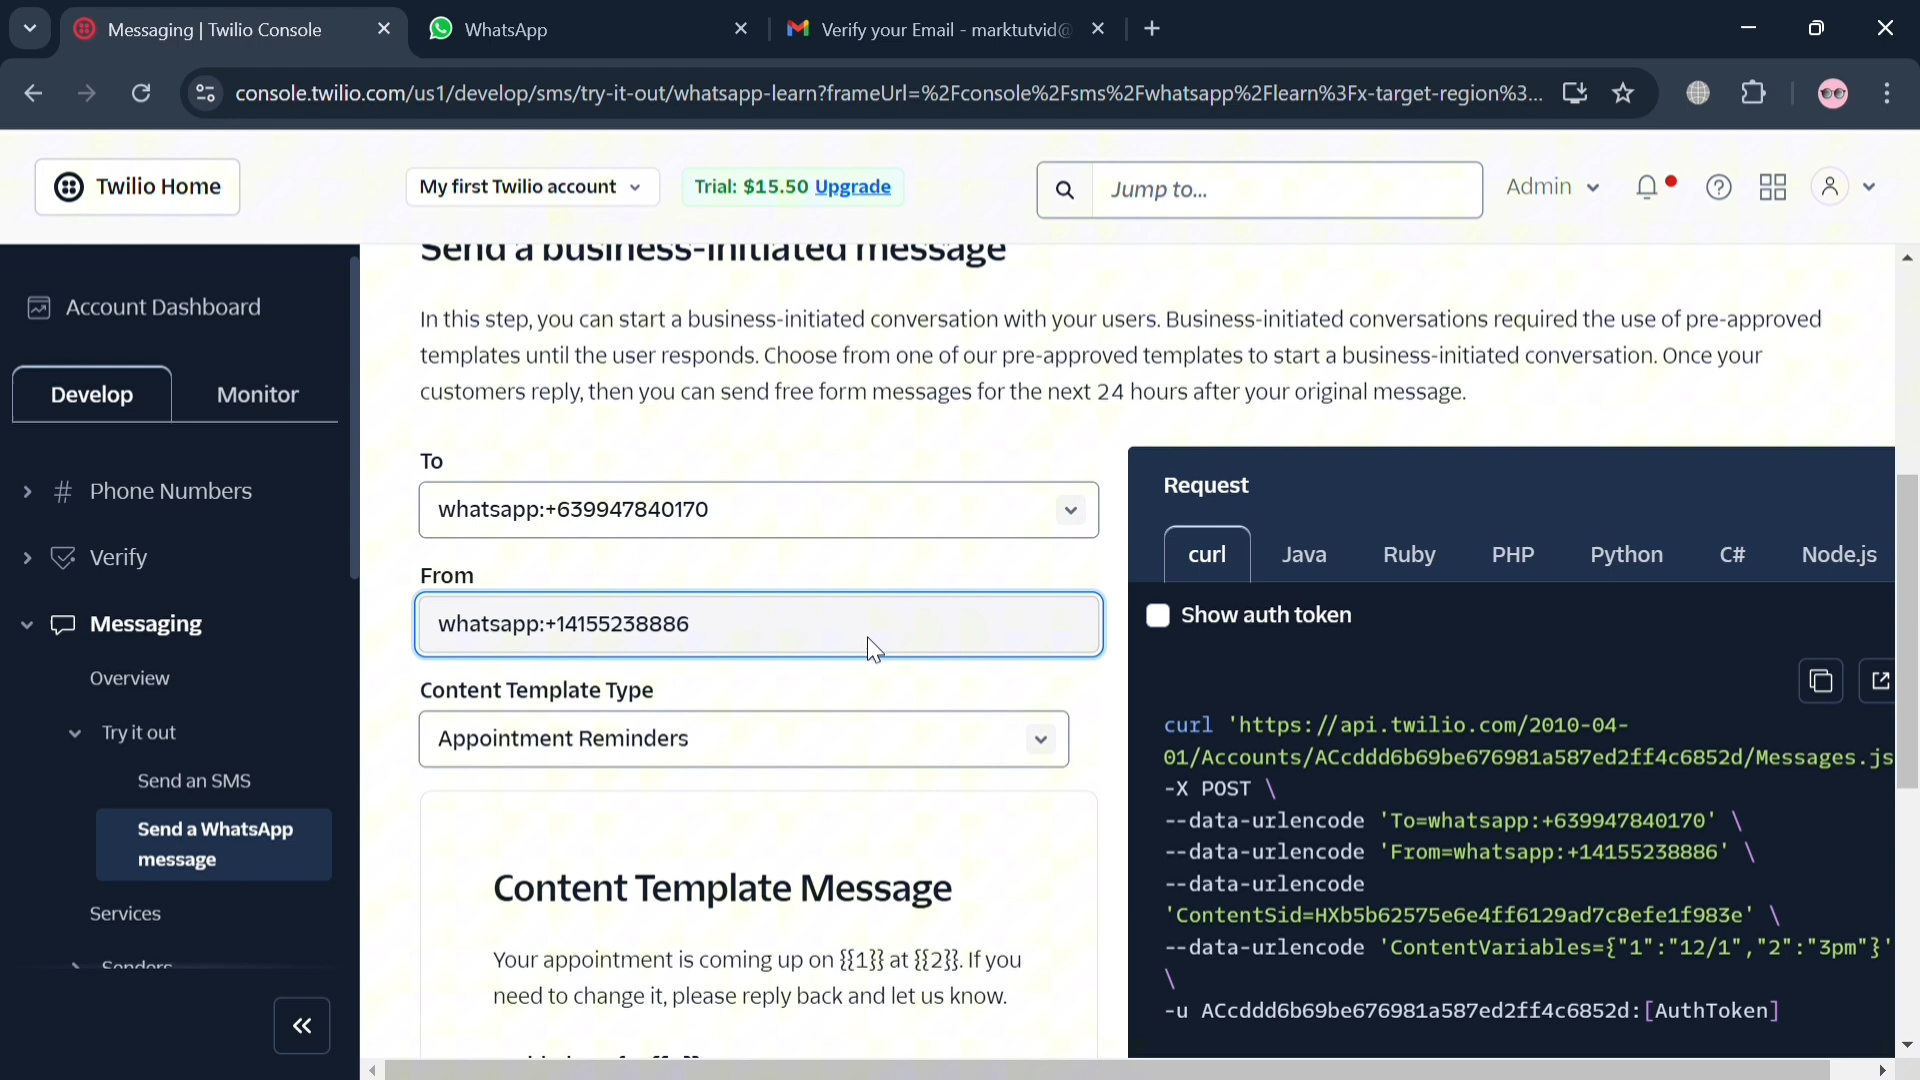 Messaging | Twilio Console
WhatsApp
Verify your Email - marktutvid@
console.twilio.com/us1/develop/sms/try-it-out/whatsapp-learn?frameUrl=%2Fconsole%2Fsms%2Fwhatsapp%2Flearn%3Fx-target-region%3...
Twilio Home
My first Twilio account
Trial: $15.50 Upgrade
Jump to...
Admin
Account Dashboard
Develop
Monitor
# Phone Numbers
Verify
Messaging
Overview
Try it out
Send an SMS
Send a WhatsApp
message
Services
Senders
Send a business-initiated message
In this step, you can start a business-initiated conversation with your users. Business-initiated conversations required the use of pre-approved
templates until the user responds. Choose from one of our pre-approved templates to start a business-initiated conversation. Once your
customers reply, then you can send free form messages for the next 24 hours after your original message.
To
whatsapp:+639947840170
From
whatsapp:+14155238886
Content Template Type
Appointment Reminders
Content Template Message
Your appointment is coming up on {{1}} at {{2}}. If you
need to change it, please reply back and let us know.
Request
curl
Java
Ruby
PHP
Python
C#
Node.js
Show auth token
curl 'https://api.twilio.com/2010-04-
01/Accounts/ACcddd6b69be676981a587ed2ff4c6852d/Messages.js
-X POST \
--data-urlencode 'To=whatsapp:+639947840170' \
--data-urlencode 'From=whatsapp:+14155238886' \
--data-urlencode
'ContentSid=HXb5b62575e6e4ff6129ad7c8efe1f983e' \
--data-urlencode 'ContentVariables={"1":"12/1","2":"3pm"}'
\
-u ACcddd6b69be676981a587ed2ff4c6852d:[AuthToken]